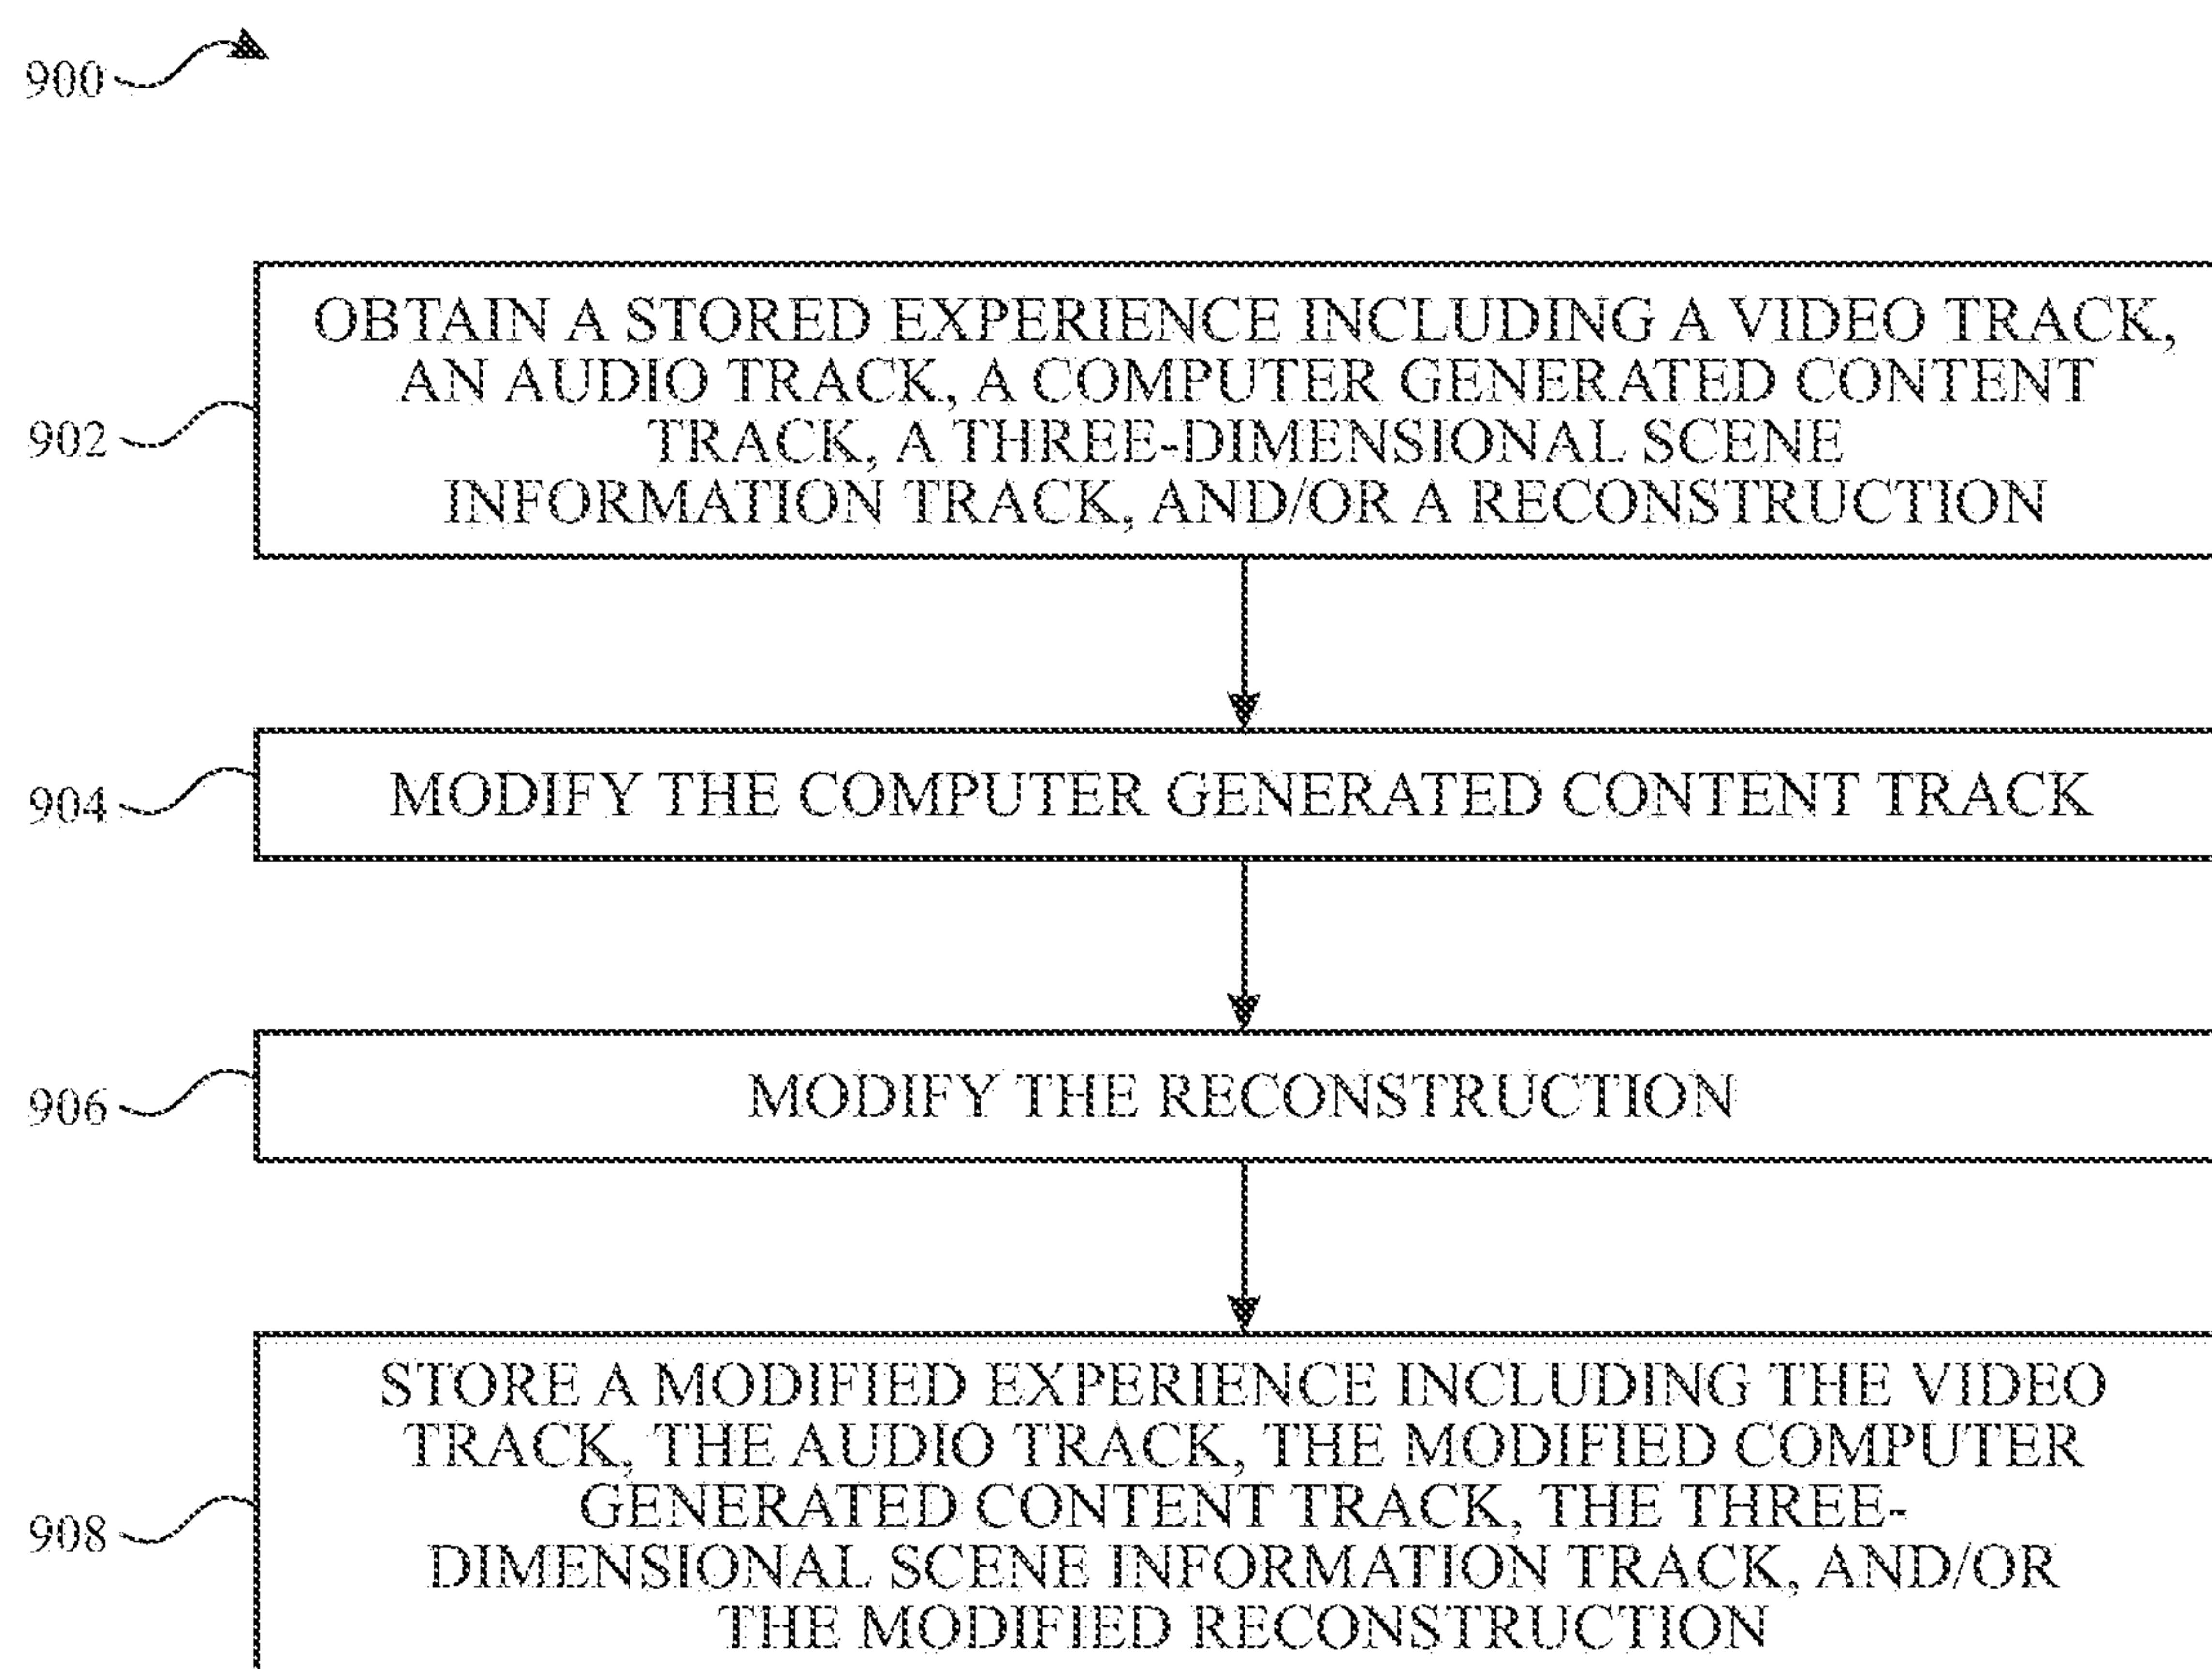 900
OBTAIN A STORED EXPERIENCE INCLUDING A VIDEO TRACK,
AN AUDIO TRACK, A COMPUTER GENERATED CONTENT
TRACK, A THREE-DIMENSIONAL SCENE
INFORMATION TRACK, AND/OR A RECONSTRUCTION
902
MODIFY THE COMPUTER GENERATED CONTENT TRACK
904
MODIFY THE RECONSTRUCTION
906
STORE A MODIFIED EXPERIENCE INCLUDING THE VIDEO
TRACK, THE AUDIO TRACK, THE MODIFIED COMPUTER
GENERATED CONTENT TRACK, THE THREE-
DIMENSIONAL SCENE INFORMATION TRACK, AND/OR
THE MODIFIED RECONSTRUCTION
908